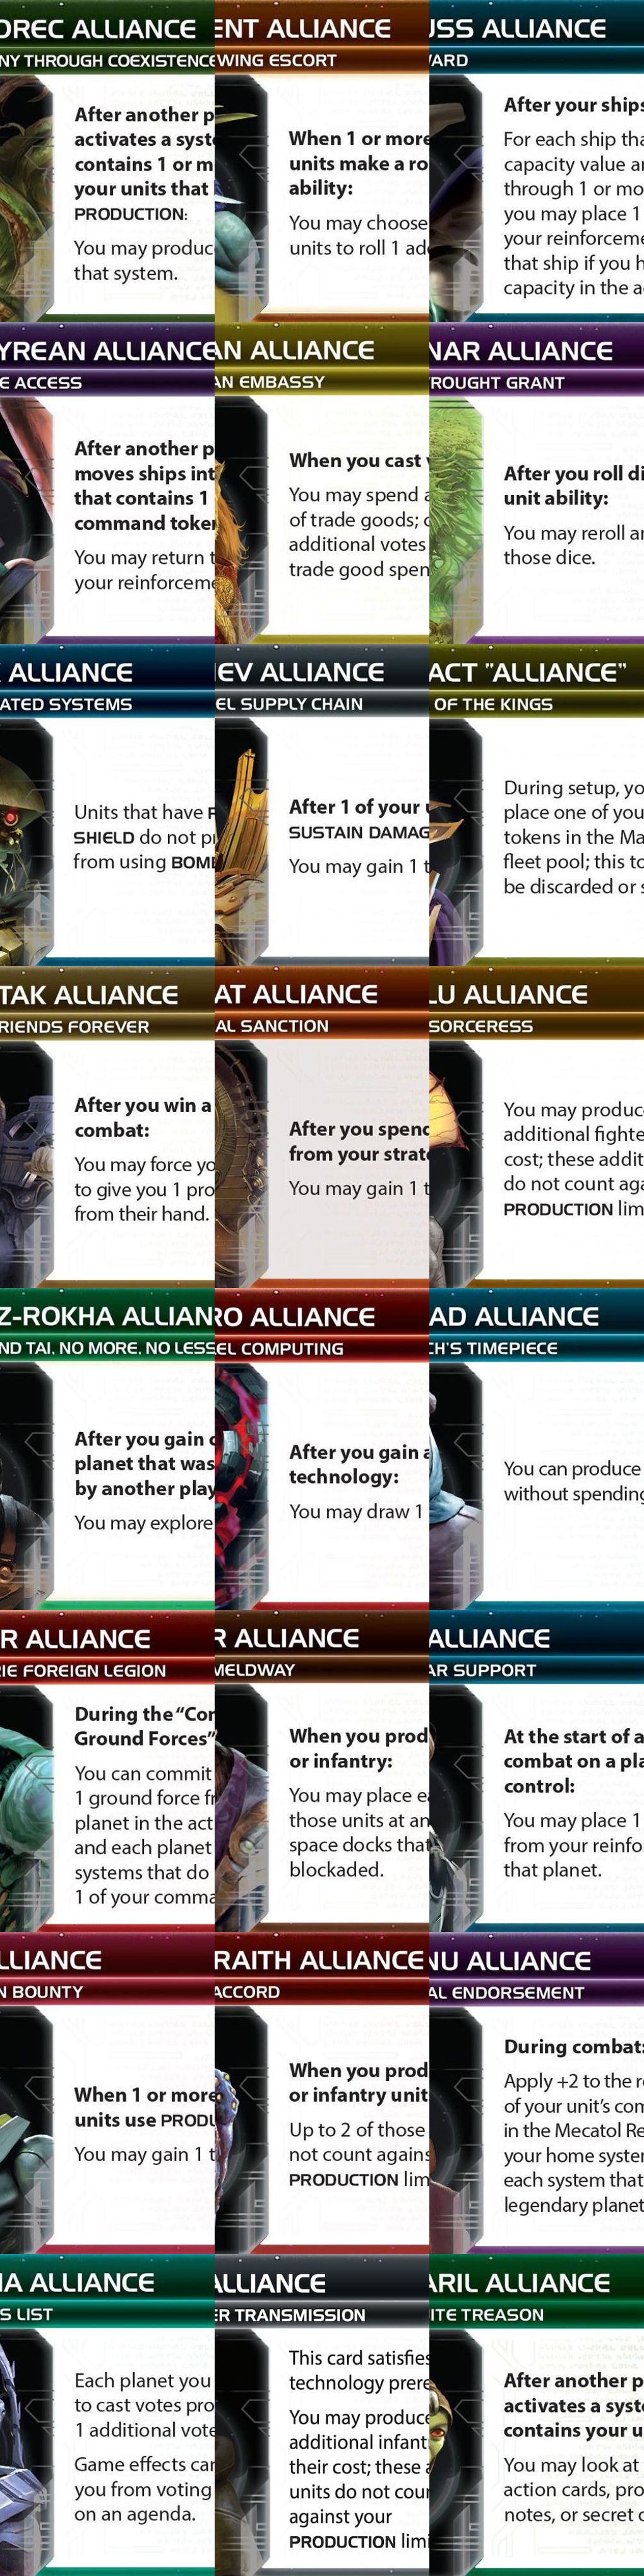 OREC ALLIANCE
NY THROUGH COEXISTENCE
After another p
activates a syst
contains 1 or m
your units that
PRODUCTION:
You may produc
that system.
ENT ALLIANCE
WING ESCORT
When 1 or more
units make a ro
ability:
You may choose
units to roll 1 ad
USS ALLIANCE
ARD
After your ships
For each ship tha
capacity value a
through 1 or mo
you may place 1
your reinforceme
that ship if you h
capacity in the a
YREAN ALLIANCE
E ACCESS
After another p
moves ships int
that contains 1
command toke
You may return t
your reinforceme
AN ALLIANCE
AN EMBASSY
When you cast
You may spend a
of trade goods;
additional votes
trade good spen
NAR ALLIANCE
ROUGHT GRANT
After you roll di
unit ability:
You may reroll a
those dice.
ALLIANCE
ATED SYSTEMS
Units that have
SHIELD do not p
from using BOM
EV ALLIANCE
EL SUPPLY CHAIN
After 1 of your
SUSTAIN DAMAG
You may gain 1 t
ACT "ALLIANCE"
OF THE KINGS
During setup, yo
place one of you
tokens in the Ma
fleet pool; this to
be discarded or s
TAK ALLIANCE
RIENDS FOREVER
After you win a
combat:
You may force yo
to give you 1 pro
from their hand.
AT ALLIANCE
AL SANCTION
After you spend
from your strat
You may gain 1 t
LU ALLIANCE
SORCERESS
You may produc
additional fighte
cost; these addit
do not count aga
PRODUCTION lim
Z-ROKHA ALLIAN
ND TAI, NO MORE, NO LESS
After you gain
planet that was
by another play
You may explore
RO ALLIANCE
EL COMPUTING
After you gain a
technology:
You may draw 1
AD ALLIANCE
CH'S TIMEPIECE
You can produce
without spending
R ALLIANCE
IE FOREIGN LEGION
During the "Con
Ground Forces"
You can commit
1 ground force f
planet in the act
and each planet
systems that do
1 of your comma
R ALLIANCE
MELDWAY
When you prod
or infantry:
You may place ea
those units at an
space docks that
blockaded.
ALLIANCE
AR SUPPORT
At the start of a
combat on a pla
control:
You may place 1
from your reinfo
that planet.
LLIANCE
N BOUNTY
When 1 or more
units use PRODU
You may gain 1 t
RAITH ALLIANCE
ACCORD
When you prod
or infantry unit
Up to 2 of those
not count agains
PRODUCTION lim
NU ALLIANCE
AL ENDORSEMENT
During combat:
Apply +2 to the r
of your unit's com
in the Mecatol Re
your home system
each system that
legendary planet
IA ALLIANCE
S LIST
Each planet you
to cast votes pro
1 additional vote
Game effects can
you from voting
on an agenda.
ALLIANCE
ER TRANSMISSION
This card satisfies
technology prere
You may produce
additional infant
their cost; these a
units do not coun
against your
PRODUCTION limi
ARIL ALLIANCE
ITE TREASON
After another p
activates a syste
contains your u
You may look at
action cards, pro
notes, or secret o